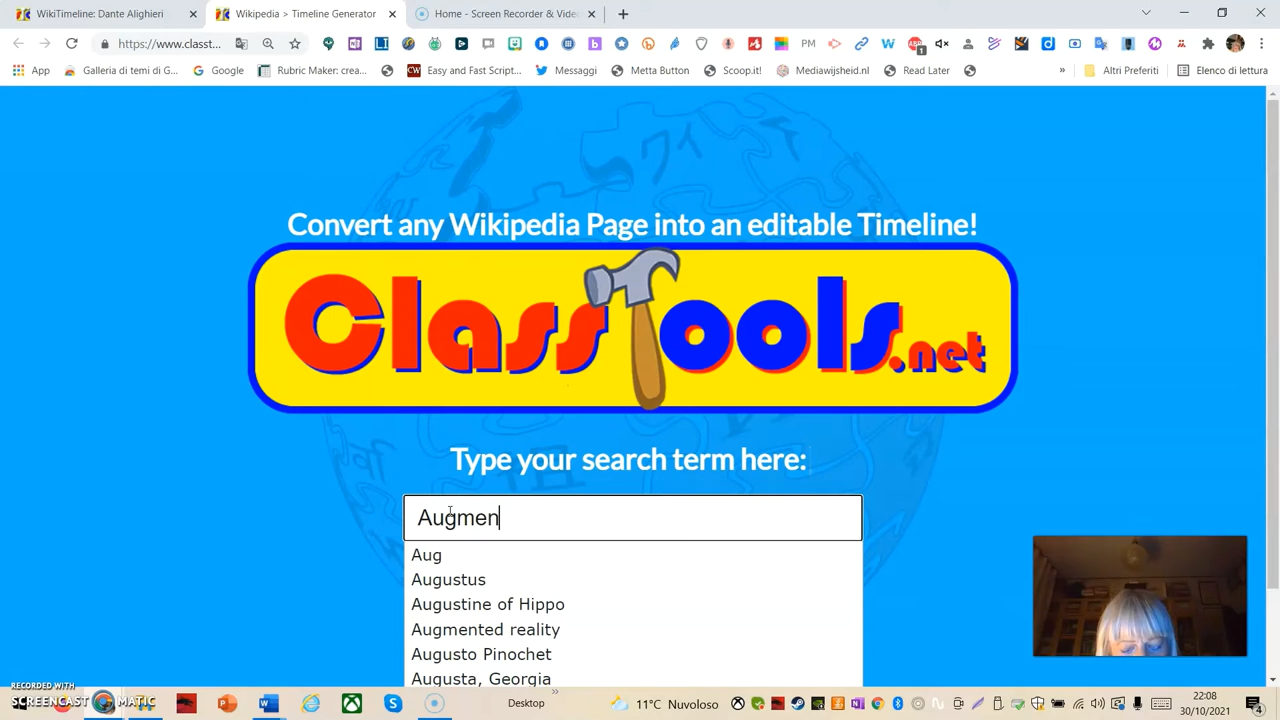 WikiTimeline: Dante Alighieri
Wikipedia > Timeline Generator
Home - Screen Recorder & Vide
https://www.classt...
PM
App
Galleria di temi di G...
Google
Rubric Maker: crea...
Easy and Fast Script...
Messaggi
Metta Button
Scoop.it!
Mediawijsheid.nl
Read Later
»
Altri Preferiti
Elenco di lettura
Convert any Wikipedia Page into an editable Timeline!
ClassTools.net
Type your search term here:
Augmen
Aug
Augustus
Augustine of Hippo
Augmented reality
Augusto Pinochet
Augusta, Georgia
RECORDED WITH
SCREENCAST MATIC
Desktop
»
11°C Nuvoloso
22:08
30/10/2021
4